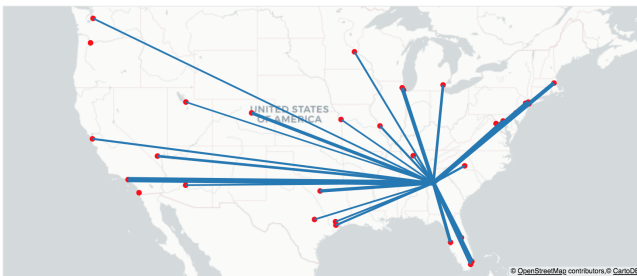 UNITED STATES
OF AMERICA
© OpenStreetMap contributors,© CartoD